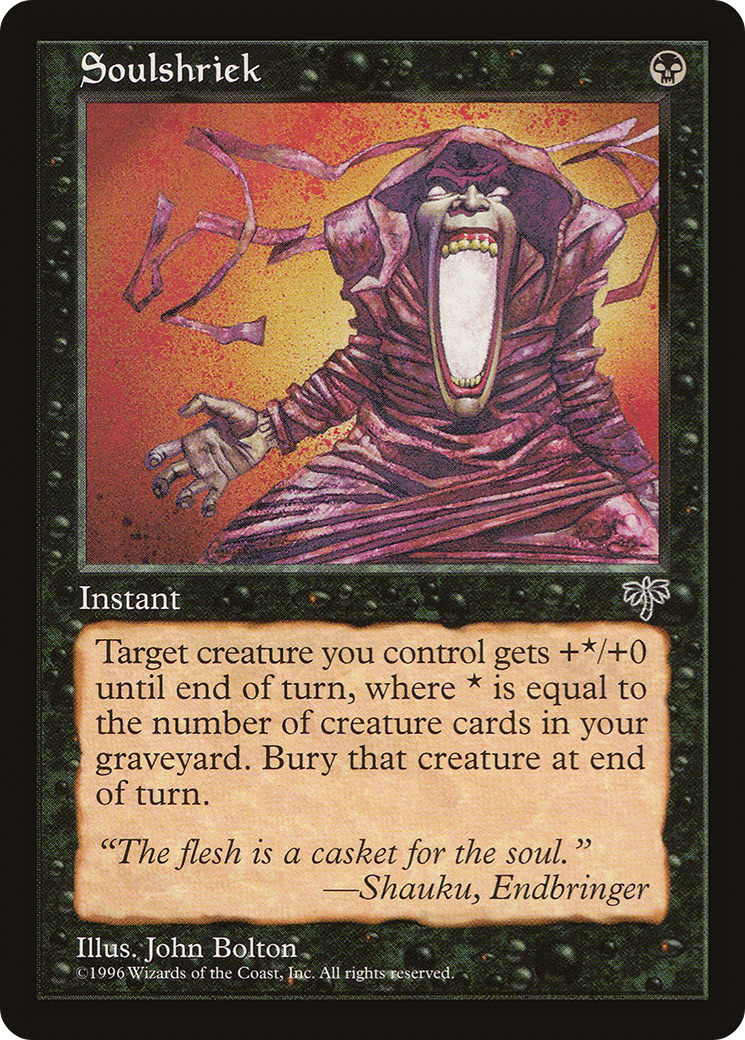 Soulshriek
Instant
Target creature you control gets +★/+0
until end of turn, where ★ is equal to
the number of creature cards in your
graveyard. Bury that creature at end
of turn.
“The flesh is a casket for the soul.”
—Shauku, Endbringer
Illus. John Bolton
©1996 Wizards of the Coast, Inc. All rights reserved.